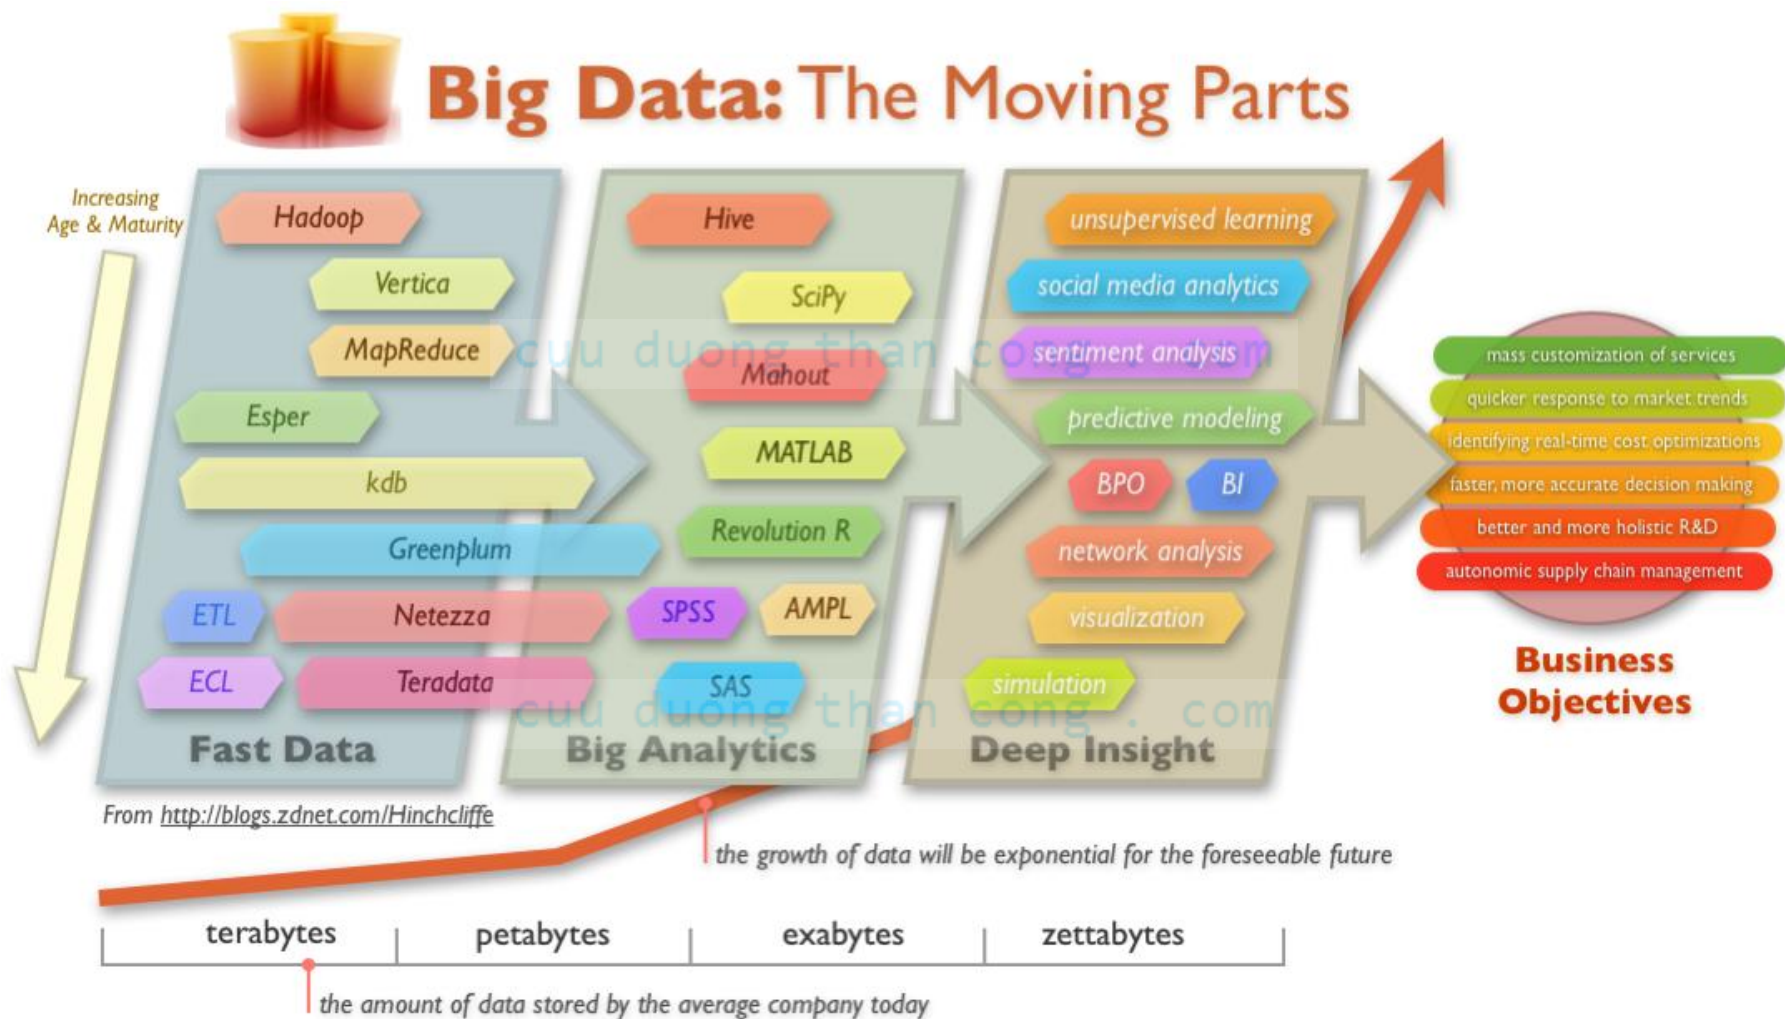 Big Data: The Moving Parts
Increasing
Age & Maturity
Hadoop
Vertica
MapReduce
Esper
kdb
Greenplum
ETL
Netezza
ECL
Teradata
Fast Data
Hive
SciPy
Mahout
MATLAB
Revolution R
SPSS
AMPL
SAS
Big Analytics
unsupervised learning
social media analytics
sentiment analysis
predictive modeling
BPO
BI
network analysis
visualization
simulation
Deep Insight
mass customization of services
quicker response to market trends
identifying real-time cost optimizations
faster, more accurate decision making
better and more holistic R&D
autonomic supply chain management
Business
Objectives
cuu duong than cong . com
cuu duong than cong . com
From http://blogs.zdnet.com/Hinchcliffe
the growth of data will be exponential for the foreseeable future
terabytes
petabytes
exabytes
zettabytes
the amount of data stored by the average company today